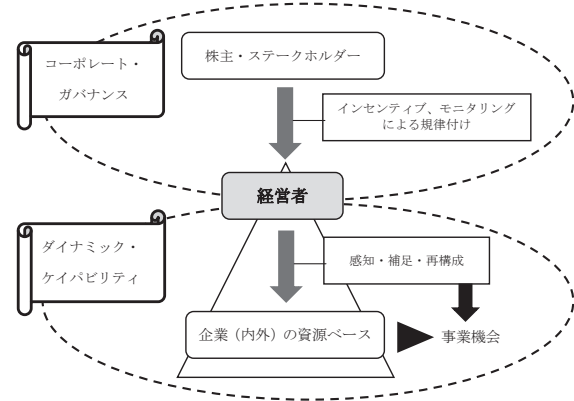 コーポレート・
ガバナンス
株主・ステークホルダー
インセンティブ、モニタリング
による規律付け
経営者
ダイナミック・
ケイパビリティ
感知・補足・再構成
企業（内外）の資源ベース
事業機会